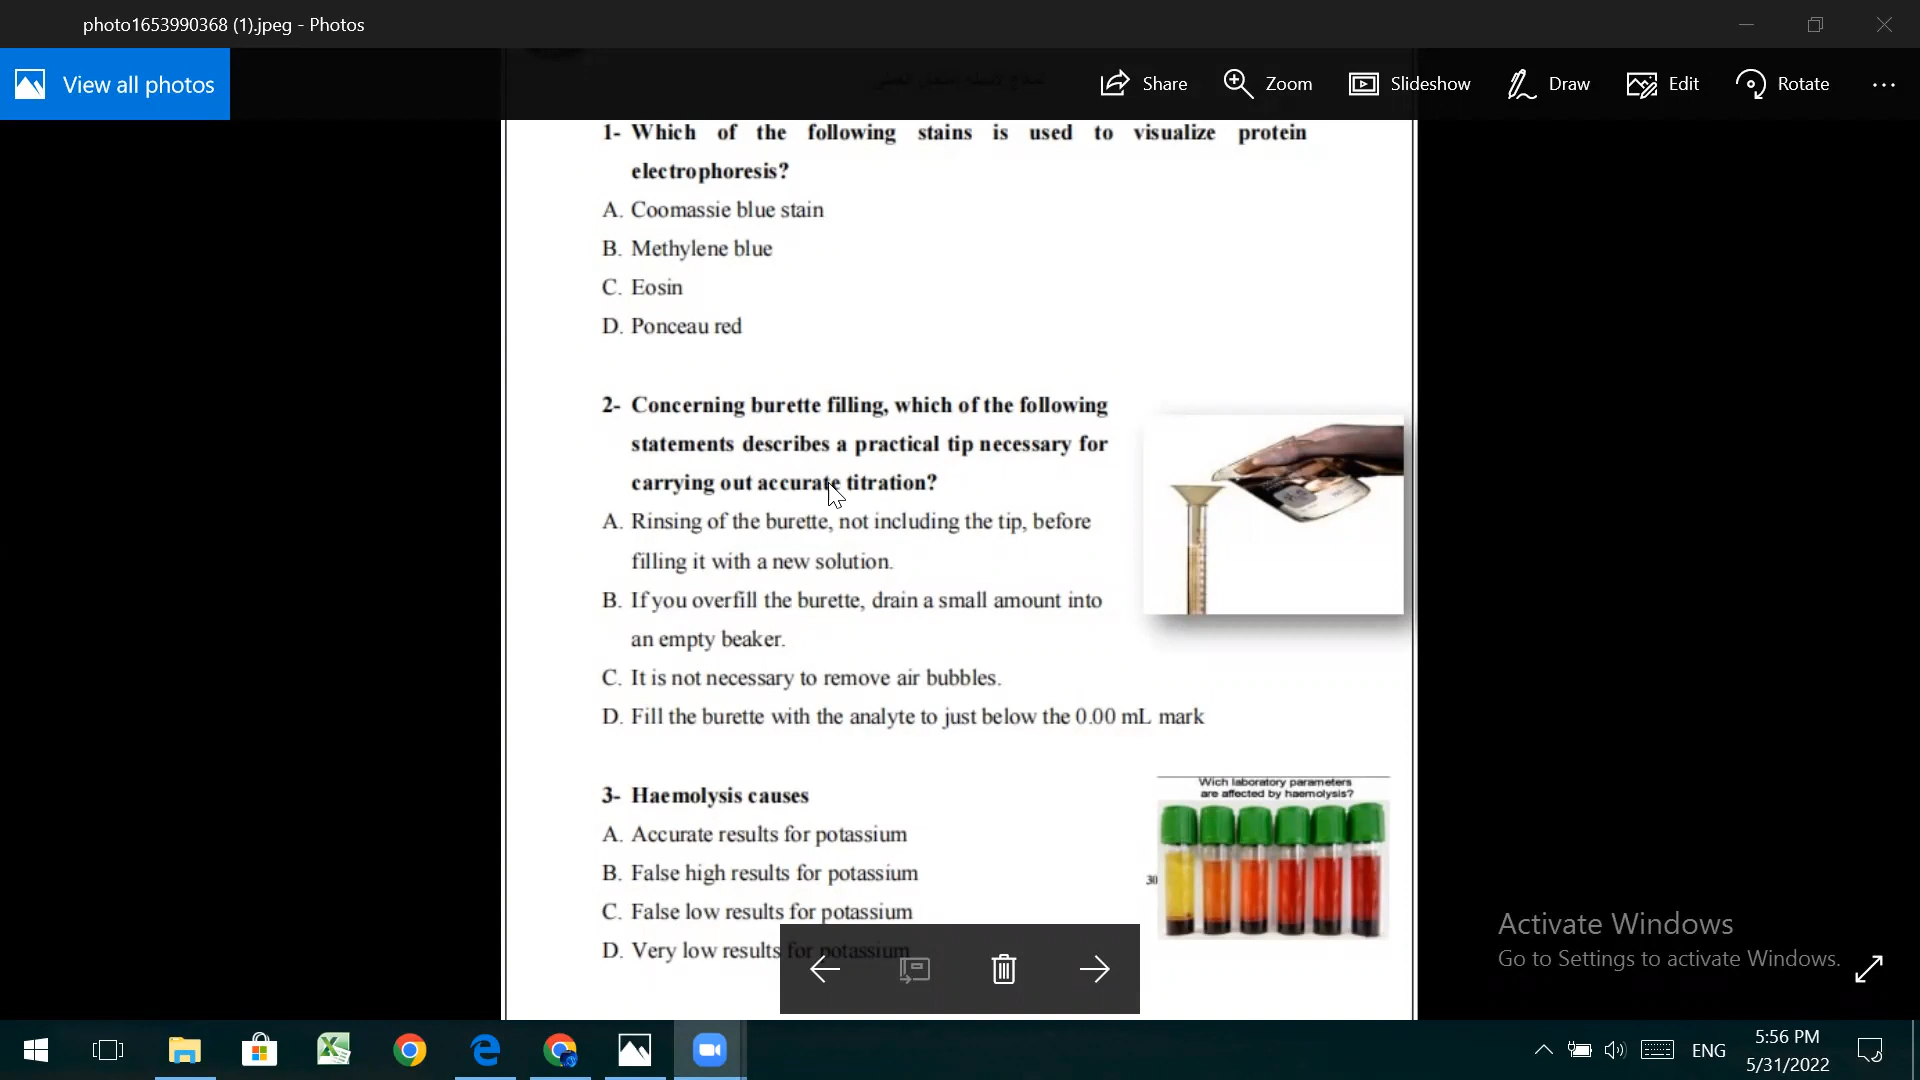 photo1653990368 (1).jpeg - Photos
View all photos
Share
Zoom
Slideshow
Draw
Edit
Rotate
1- Which of the following stains is used to visualize protein
electrophoresis?
A. Coomassie blue stain
B. Methylene blue
C. Eosin
D. Ponceau red
2- Concerning burette filling, which of the following
statements describes a practical tip necessary for
carrying out accurate titration?
A. Rinsing of the burette, not including the tip, before
filling it with a new solution.
B. If you overfill the burette, drain a small amount into
an empty beaker.
C. It is not necessary to remove air bubbles.
D. Fill the burette with the analyte to just below the 0.00 mL mark
3- Haemolysis causes
Wich laboratory parameters
are affected by haemolysis?
A. Accurate results for potassium
B. False high results for potassium
30
C. False low results for potassium
D. Very low results for potassium
Activate Windows
Go to Settings to activate Windows.
ENG
5:56 PM
5/31/2022